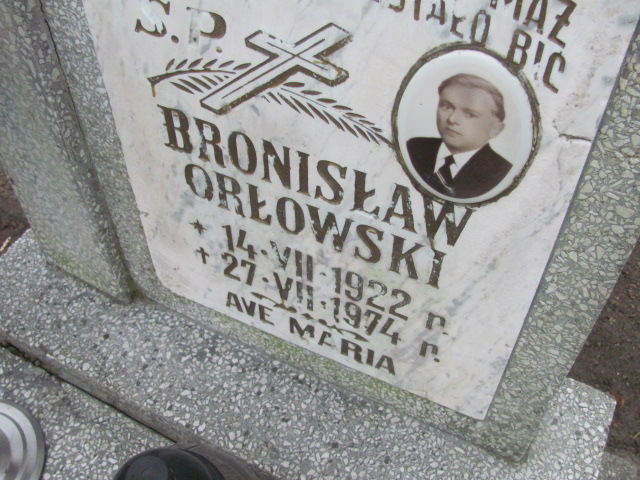 Ś.P.
BRONISŁAW
ORŁOWSKI
* 14·VII·1922 r.
+ 27·VII·1974 r.
AVE MARIA